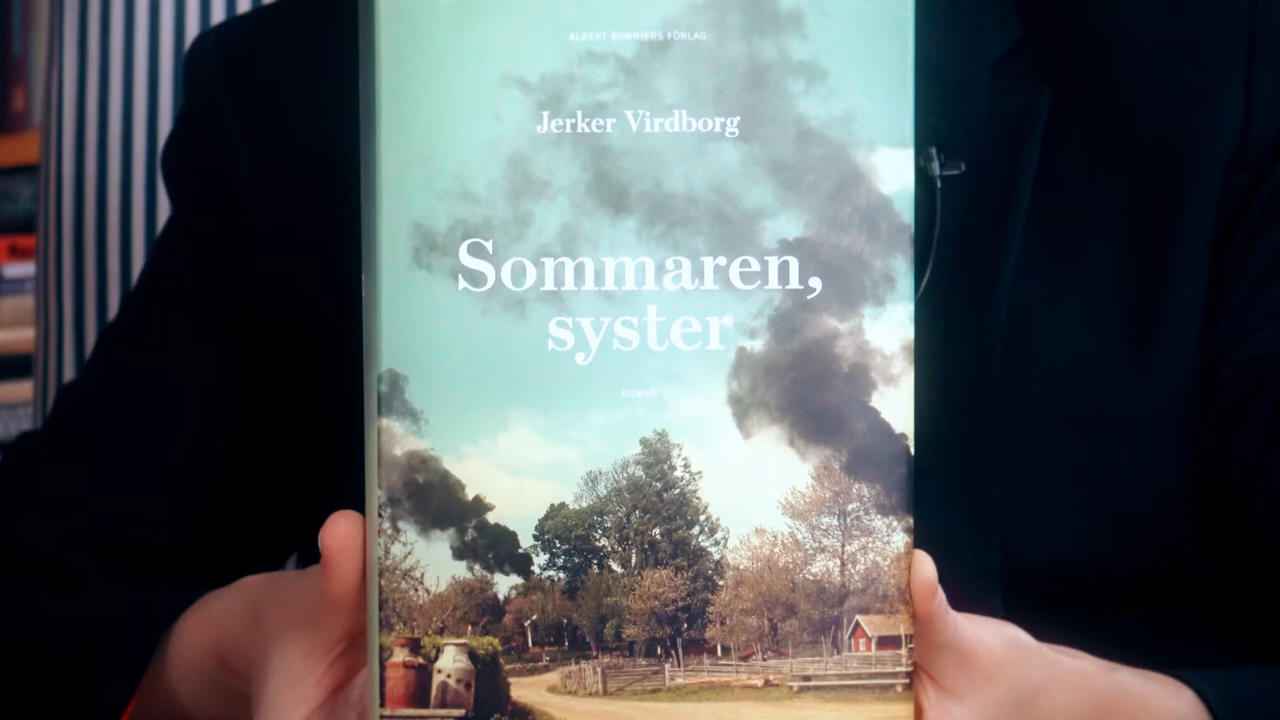 ALBERT BONNIERS FÖRLAG
Jerker Virdborg
Sommaren,
syster
ROMAN